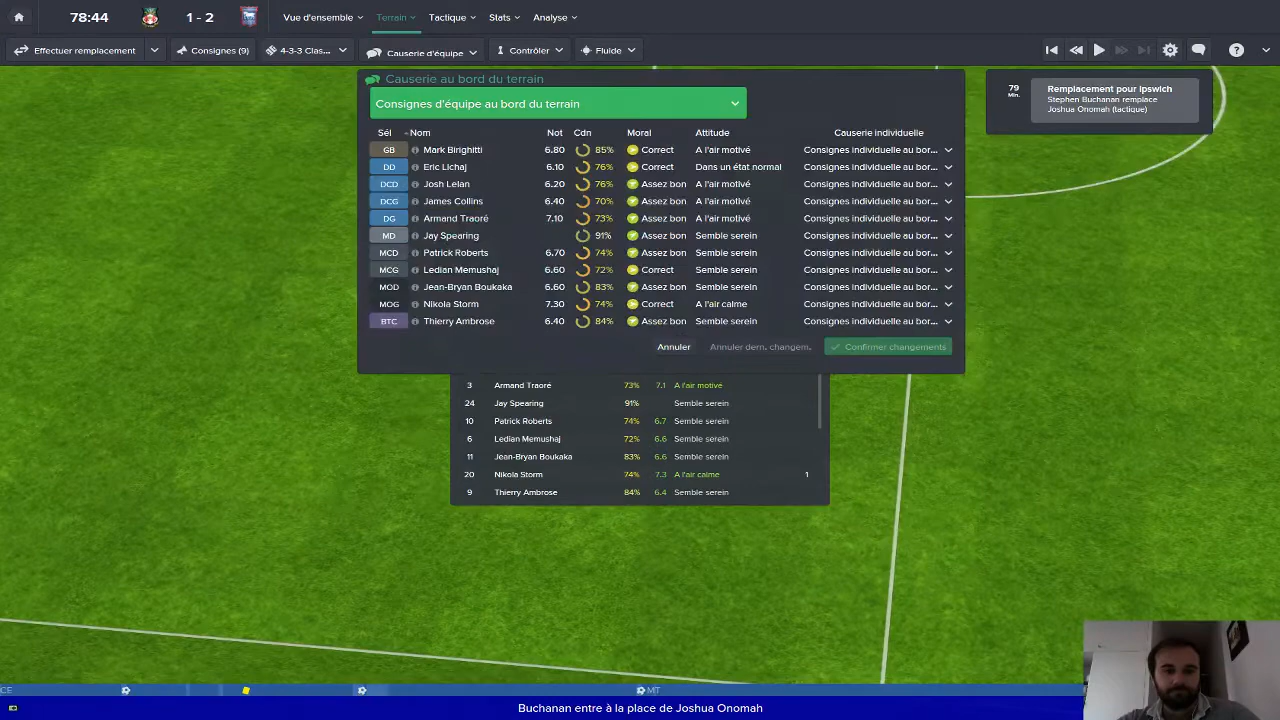 78:44 1 - 2 Vue d'ensemble Terrain Tactique Stats Analyse
Effectuer remplacement Consignes (9) 4-3-3 Clas... Causerie d'équipe Contrôler Fluide
Causerie au bord du terrain
Consignes d'équipe au bord du terrain
Sél Nom Not Cdn Moral Attitude Causerie individuelle
GB Mark Birighitti 6.80 85% Correct A l'air motivé Consignes individuelle au bor...
DD Eric Lichaj 6.10 76% Correct Dans un état normal Consignes individuelle au bor...
DCD Josh Lelan 6.20 76% Assez bon A l'air motivé Consignes individuelle au bor...
DCG James Collins 6.40 70% Assez bon A l'air motivé Consignes individuelle au bor...
DG Armand Traoré 7.10 73% Assez bon A l'air motivé Consignes individuelle au bor...
MD Jay Spearing 91% Assez bon Semble serein Consignes individuelle au bor...
MCD Patrick Roberts 6.70 74% Assez bon Semble serein Consignes individuelle au bor...
MCG Ledian Memushaj 6.60 72% Correct Semble serein Consignes individuelle au bor...
MOD Jean-Bryan Boukaka 6.60 83% Assez bon Semble serein Consignes individuelle au bor...
MOG Nikola Storm 7.30 74% Correct A l'air calme Consignes individuelle au bor...
BTC Thierry Ambrose 6.40 84% Assez bon Semble serein Consignes individuelle au bor...
Annuler Annuler dern. changem. Confirmer changements
3 Armand Traoré 73% 7.1 A l'air motivé
24 Jay Spearing 91% Semble serein
10 Patrick Roberts 74% 6.7 Semble serein
6 Ledian Memushaj 72% 6.6 Semble serein
11 Jean-Bryan Boukaka 83% 6.6 Semble serein
20 Nikola Storm 74% 7.3 A l'air calme 1
9 Thierry Ambrose 84% 6.4 Semble serein
79 Min.
Remplacement pour Ipswich
Stephen Buchanan remplace
Joshua Onomah (tactique)
CE MT
Buchanan entre à la place de Joshua Onomah